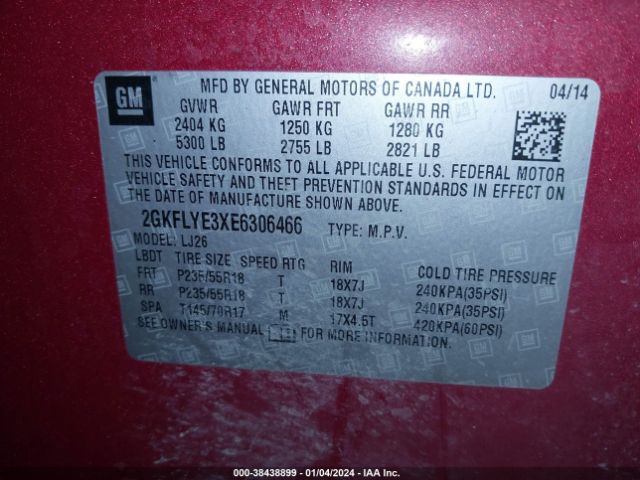 GM
MFD BY GENERAL MOTORS OF CANADA LTD. 04/14
GVWR GAWR FRT GAWR RR
2404 KG 1250 KG 1280 KG
5300 LB 2755 LB 2821 LB
THIS VEHICLE CONFORMS TO ALL APPLICABLE U.S. FEDERAL MOTOR
VEHICLE SAFETY AND THEFT PREVENTION STANDARDS IN EFFECT ON
THE DATE OF MANUFACTURE SHOWN ABOVE.
2GKFLYE3XE6306466 TYPE: M.P.V.
MODEL: LJ26
LBDT TIRE SIZE SPEED RTG RIM COLD TIRE PRESSURE
FRT P235/55R18 T 18X7J 240KPA(35PSI)
RR P235/55R18 T 18X7J 240KPA(35PSI)
SPA T145/70R17 M 17X4.5T 420KPA(60PSI)
SEE OWNER'S MANUAL FOR MORE INFORMATION.
000-38438899 - 01/04/2024 - IAA Inc.